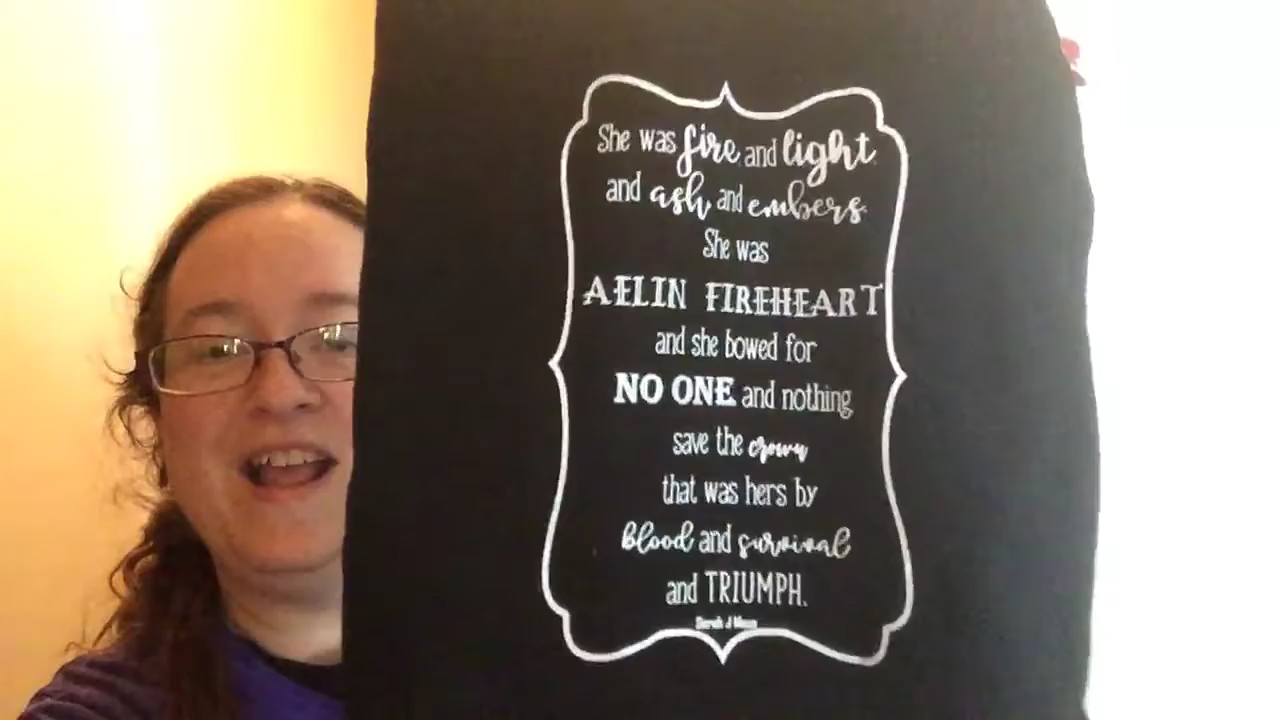 She was fire and light
and ash and embers.
She was
AELIN FIREHEART
and she bowed for
NO ONE and nothing
save the crown
that was hers by
blood and survival
and TRIUMPH.
Sarah J Maas